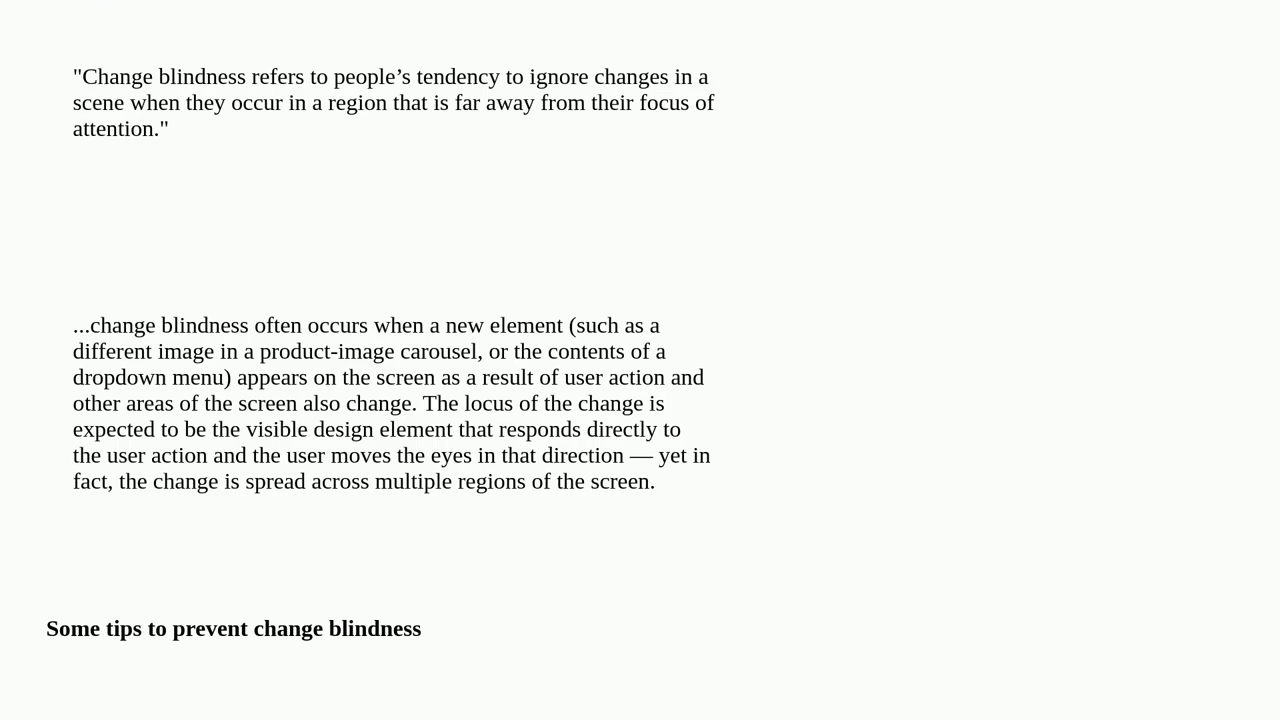 "Change blindness refers to people’s tendency to ignore changes in a
scene when they occur in a region that is far away from their focus of
attention."
...change blindness often occurs when a new element (such as a
different image in a product-image carousel, or the contents of a
dropdown menu) appears on the screen as a result of user action and
other areas of the screen also change. The locus of the change is
expected to be the visible design element that responds directly to
the user action and the user moves the eyes in that direction — yet in
fact, the change is spread across multiple regions of the screen.
Some tips to prevent change blindness